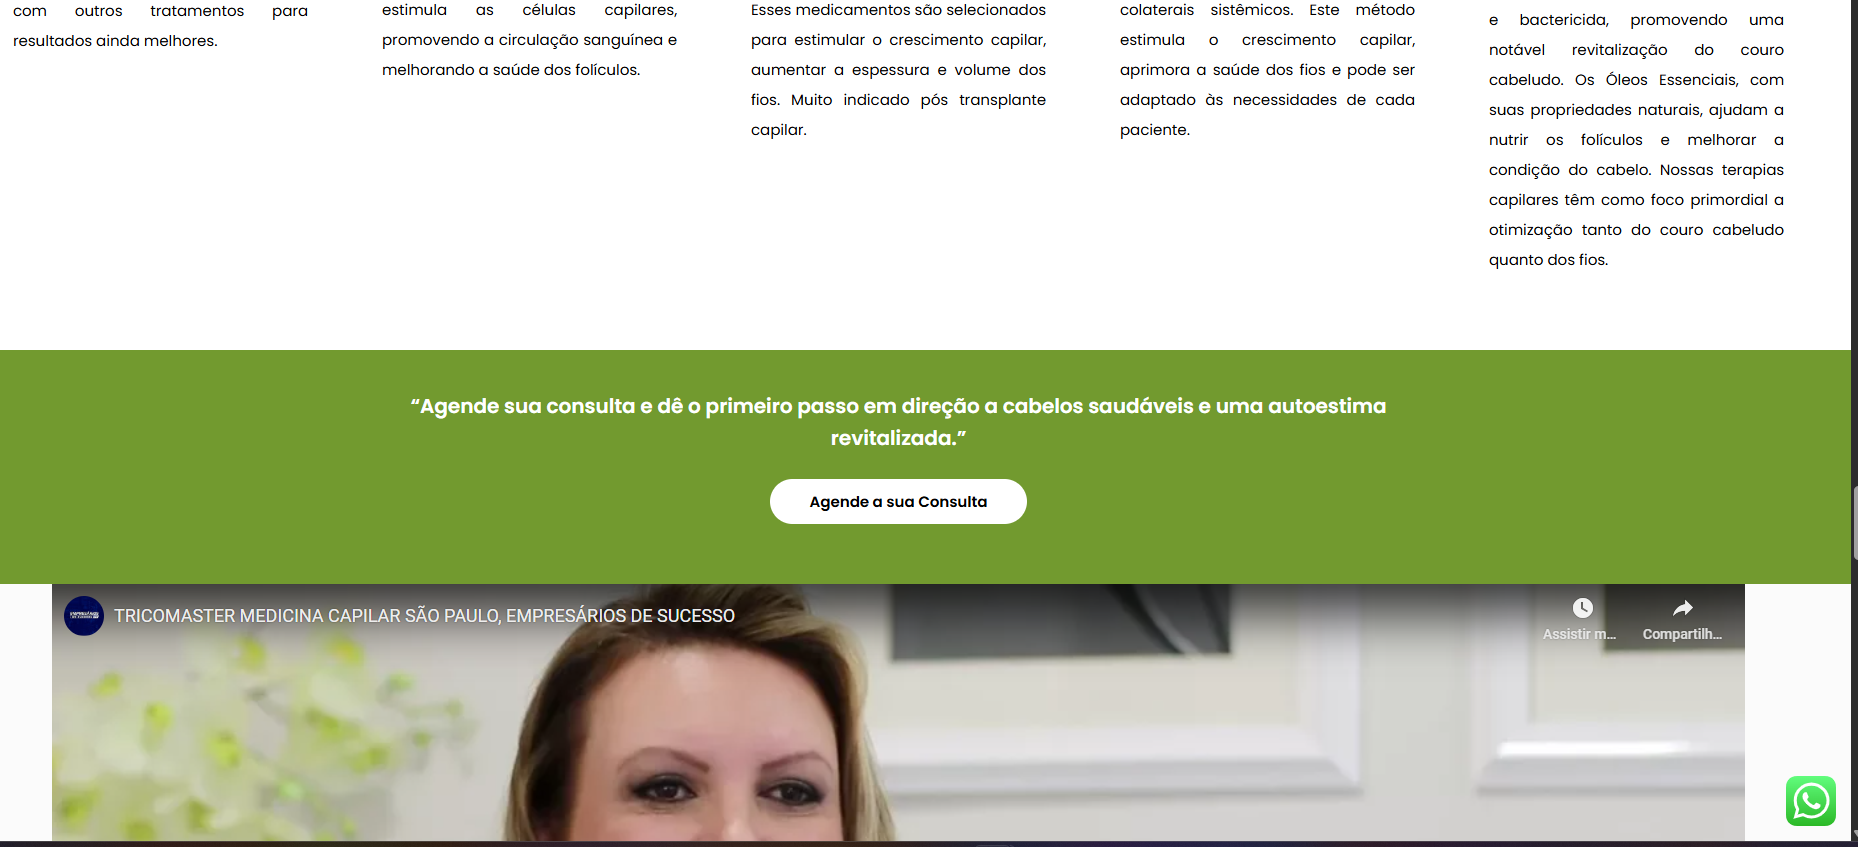 com outros tratamentos para
resultados ainda melhores.
estimula as células capilares,
promovendo a circulação sanguínea e
melhorando a saúde dos folículos.
Esses medicamentos são selecionados
para estimular o crescimento capilar,
aumentar a espessura e volume dos
fios. Muito indicado pós transplante
capilar.
colaterais sistêmicos. Este método
estimula o crescimento capilar,
aprimora a saúde dos fios e pode ser
adaptado às necessidades de cada
paciente.
e bactericida, promovendo uma
notável revitalização do couro
cabeludo. Os Óleos Essenciais, com
suas propriedades naturais, ajudam a
nutrir os folículos e melhorar a
condição do cabelo. Nossas terapias
capilares têm como foco primordial a
otimização tanto do couro cabeludo
quanto dos fios.
“Agende sua consulta e dê o primeiro passo em direção a cabelos saudáveis e uma autoestima
revitalizada.”
Agende a sua Consulta
TRICOMASTER MEDICINA CAPILAR SÃO PAULO, EMPRESÁRIOS DE SUCESSO
Assistir m...
Compartilh...